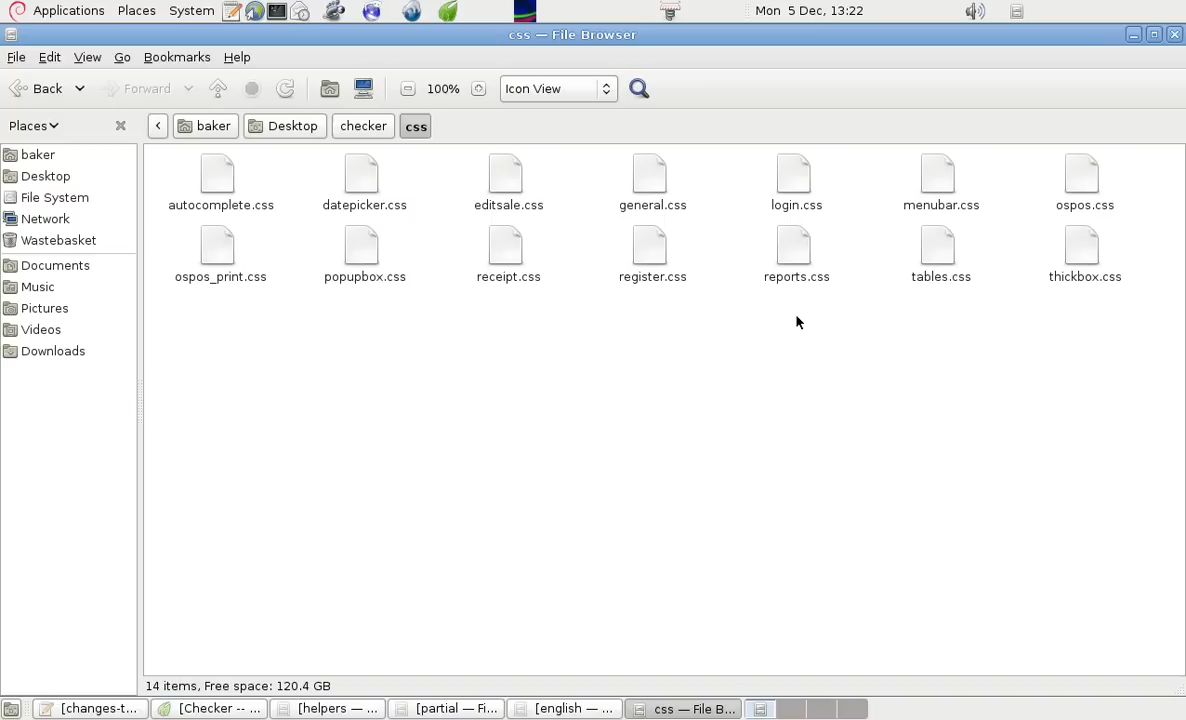 Applications Places System Mon 5 Dec, 13:22
css — File Browser
File Edit View Go Bookmarks Help
Back Forward 100% Icon View
Places baker Desktop checker css
baker
Desktop
File System
Network
Wastebasket
Documents
Music
Pictures
Videos
Downloads
autocomplete.css datepicker.css editsale.css general.css login.css menubar.css ospos.css
ospos_print.css popupbox.css receipt.css register.css reports.css tables.css thickbox.css
14 items, Free space: 120.4 GB
[changes-t... [Checker -- ... [helpers — ... [partial — Fi... [english — ... css — File B...